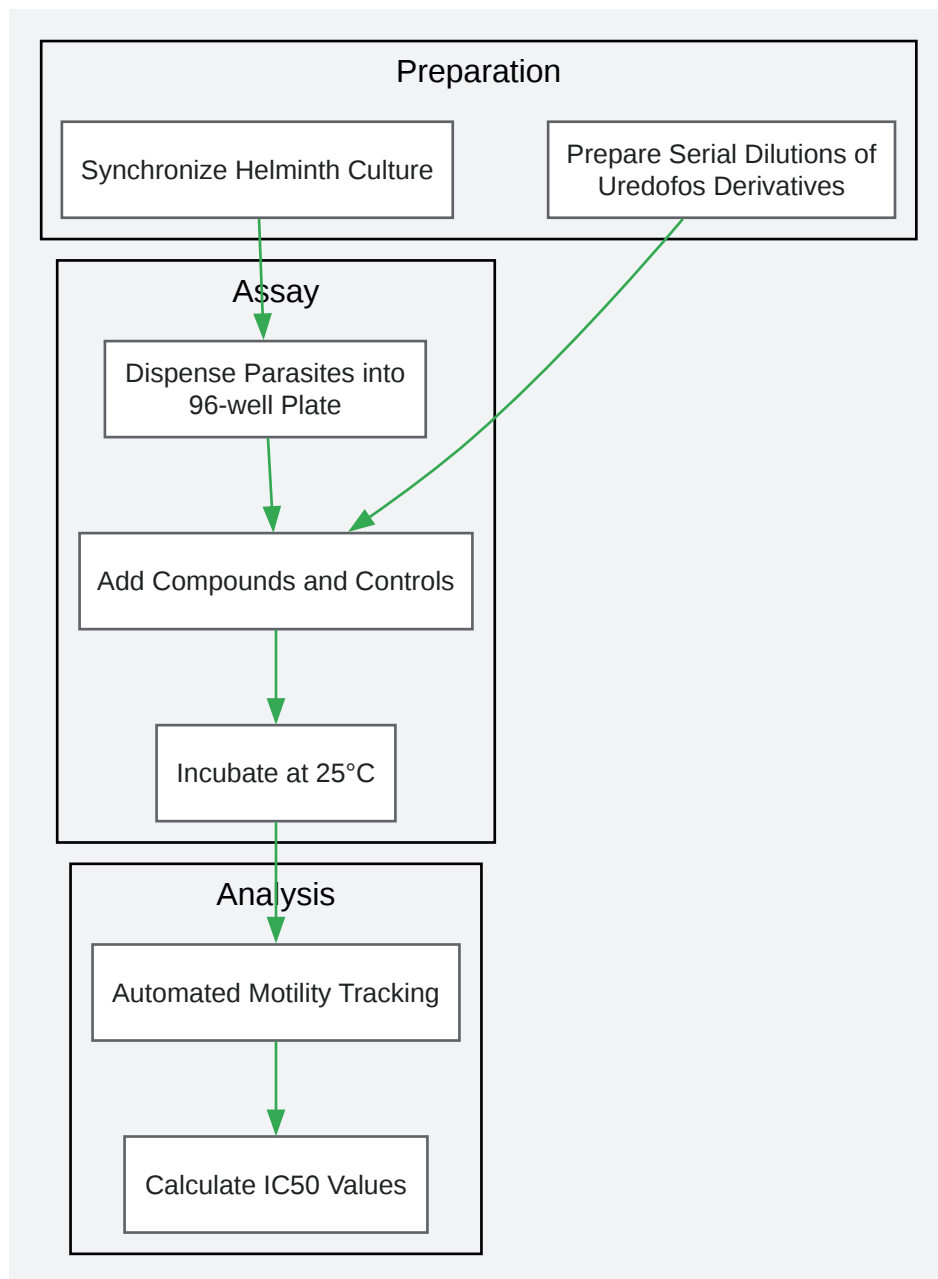 Preparation
Synchronize Helminth Culture
Prepare Serial Dilutions of
Uredofos Derivatives
Assay
Dispense Parasites into
96-well Plate
Add Compounds and Controls
Incubate at 25°C
Analysis
Automated Motility Tracking
Calculate IC50 Values